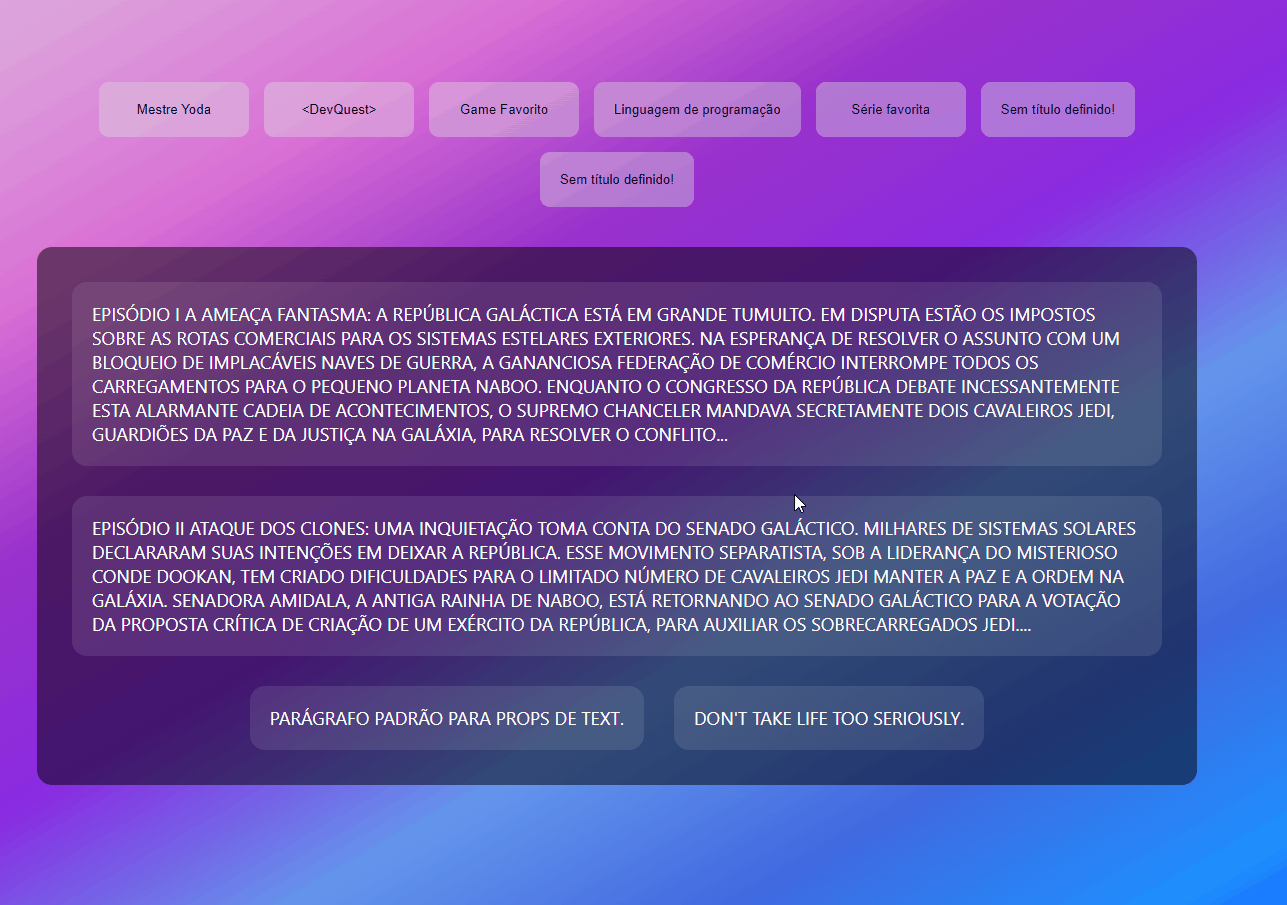 Mestre Yoda
<DevQuest>
Game Favorito
Linguagem de programação
Série favorita
Sem título definido!
Sem título definido!
EPISÓDIO I A AMEAÇA FANTASMA: A REPÚBLICA GALÁCTICA ESTÁ EM GRANDE TUMULTO. EM DISPUTA ESTÃO OS IMPOSTOS
SOBRE AS ROTAS COMERCIAIS PARA OS SISTEMAS ESTELARES EXTERIORES. NA ESPERANÇA DE RESOLVER O ASSUNTO COM UM
BLOQUEIO DE IMPLACÁVEIS NAVES DE GUERRA, A GANANCIOSA FEDERAÇÃO DE COMÉRCIO INTERROMPE TODOS OS
CARREGAMENTOS PARA O PEQUENO PLANETA NABOO. ENQUANTO O CONGRESSO DA REPÚBLICA DEBATE INCESSANTEMENTE
ESTA ALARMANTE CADEIA DE ACONTECIMENTOS, O SUPREMO CHANCELER MANDAVA SECRETAMENTE DOIS CAVALEIROS JEDI,
GUARDIÕES DA PAZ E DA JUSTIÇA NA GALÁXIA, PARA RESOLVER O CONFLITO...
EPISÓDIO II ATAQUE DOS CLONES: UMA INQUIETAÇÃO TOMA CONTA DO SENADO GALÁCTICO. MILHARES DE SISTEMAS SOLARES
DECLARARAM SUAS INTENÇÕES EM DEIXAR A REPÚBLICA. ESSE MOVIMENTO SEPARATISTA, SOB A LIDERANÇA DO MISTERIOSO
CONDE DOOKAN, TEM CRIADO DIFICULDADES PARA O LIMITADO NÚMERO DE CAVALEIROS JEDI MANTER A PAZ E A ORDEM NA
GALÁXIA. SENADORA AMIDALA, A ANTIGA RAINHA DE NABOO, ESTÁ RETORNANDO AO SENADO GALÁCTICO PARA A VOTAÇÃO
DA PROPOSTA CRÍTICA DE CRIAÇÃO DE UM EXÉRCITO DA REPÚBLICA, PARA AUXILIAR OS SOBRECARREGADOS JEDI....
PARÁGRAFO PADRÃO PARA PROPS DE TEXT.
DON'T TAKE LIFE TOO SERIOUSLY.